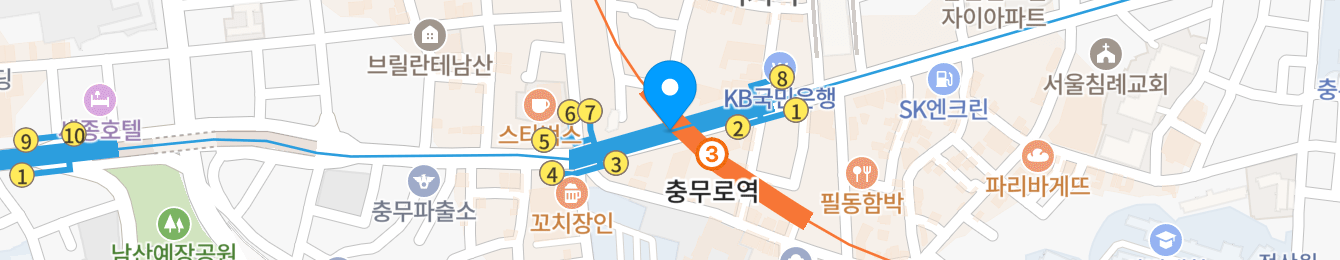 자이아파트
브릴란테남산
서울침례교회
8
KB국민은행
SK엔크린
6
7
1
9
10
세종호텔
스타벅스
5
2
3
3
4
1
파리바게뜨
충무로역
충무파출소
필동함박
꼬치장인
남산예장공원